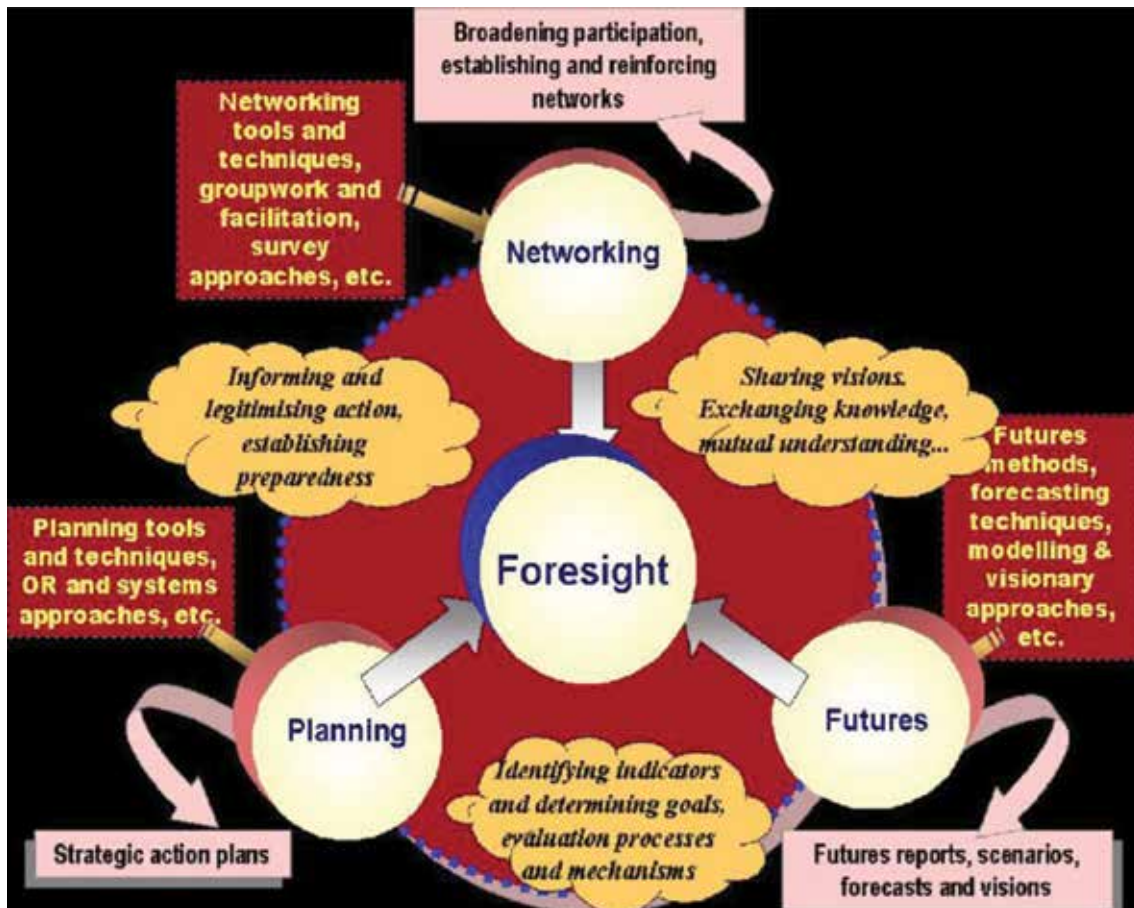 Broadening participation,
establishing and reinforcing
networks
Networking
tools and
techniques,
groupwork and
facilitation,
survey
approaches, etc.
Networking
Informing and
legitimising action,
establishing
preparedness
Sharing visions.
Exchanging knowledge,
mutual understanding...
Futures
methods,
forecasting
techniques,
modelling &
visionary
approaches,
etc.
Planning tools
and techniques,
OR and systems
approaches, etc.
Foresight
Planning
Futures
Identifying indicators
and determining goals,
evaluation processes
and mechanisms
Strategic action plans
Futures reports, scenarios,
forecasts and visions